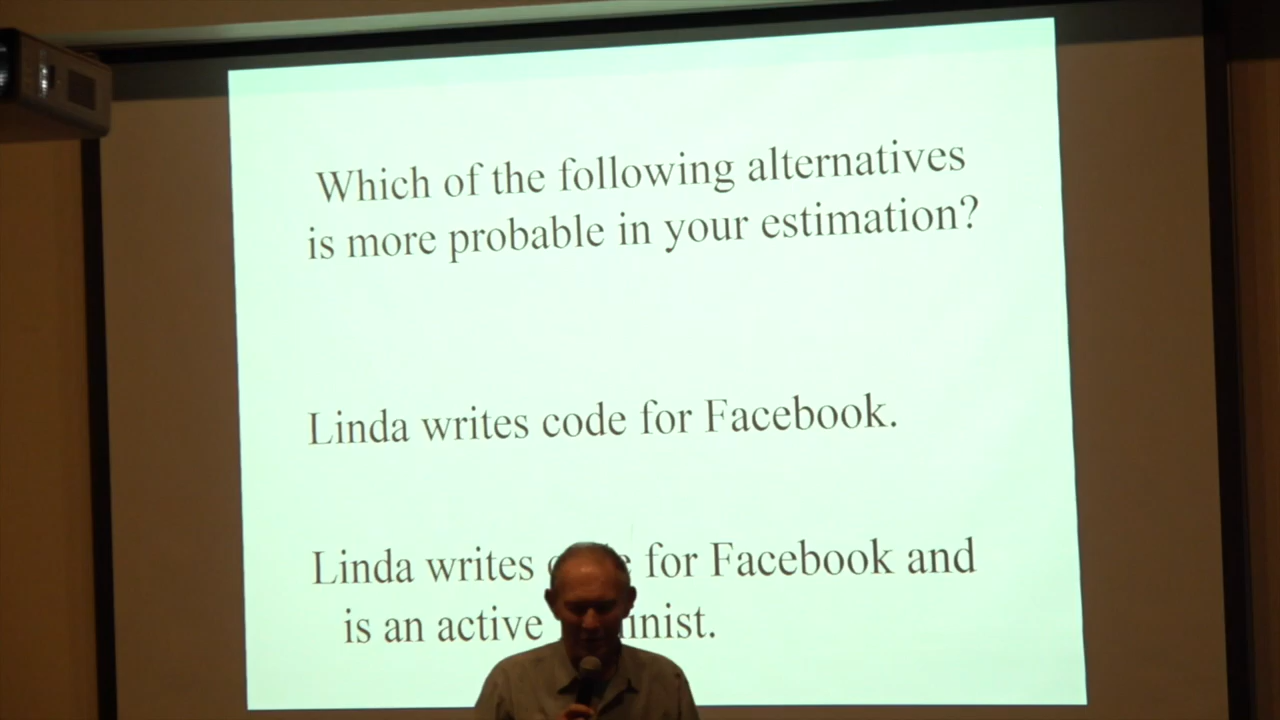 Which of the following alternatives
is more probable in your estimation?
Linda writes code for Facebook.
Linda writes for Facebook and
is an active